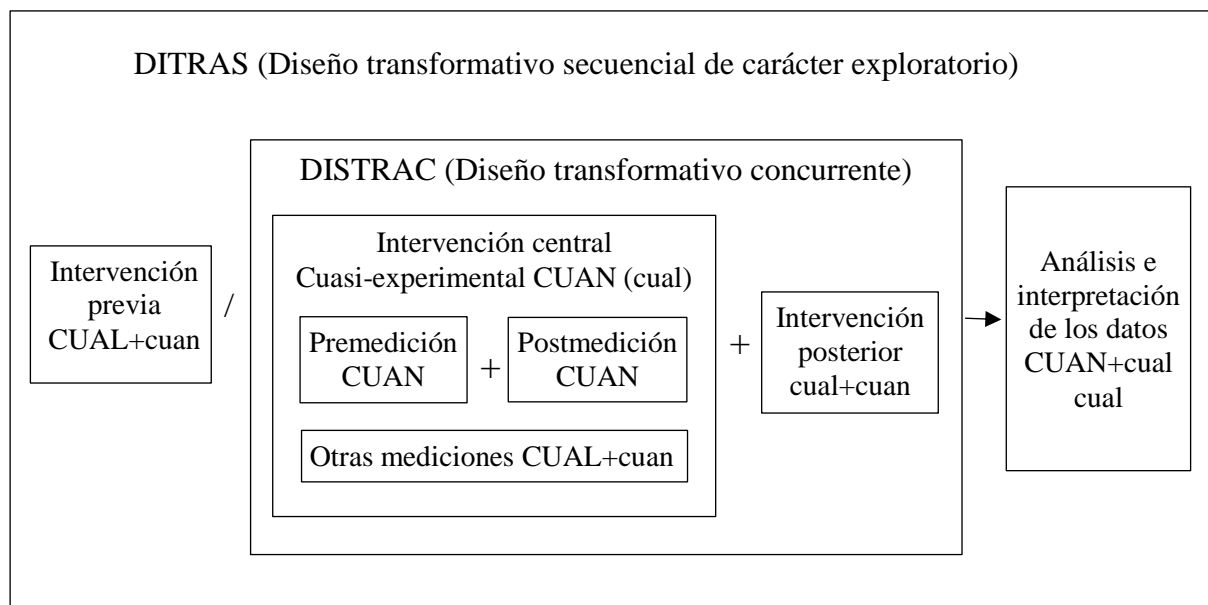 DITRAS (Diseño transformativo secuencial de carácter exploratorio)
DISTRAC (Diseño transformativo concurrente)
Intervención
previa
CUAL+cuan
/
Intervención central
Cuasi-experimental CUAN (cual)
Premedición
CUAN
+
Postmedición
CUAN
Otras mediciones CUAL+cuan
+
Intervención
posterior
cual+cuan
Análisis e
interpretación
de los datos
CUAN+cual
cual